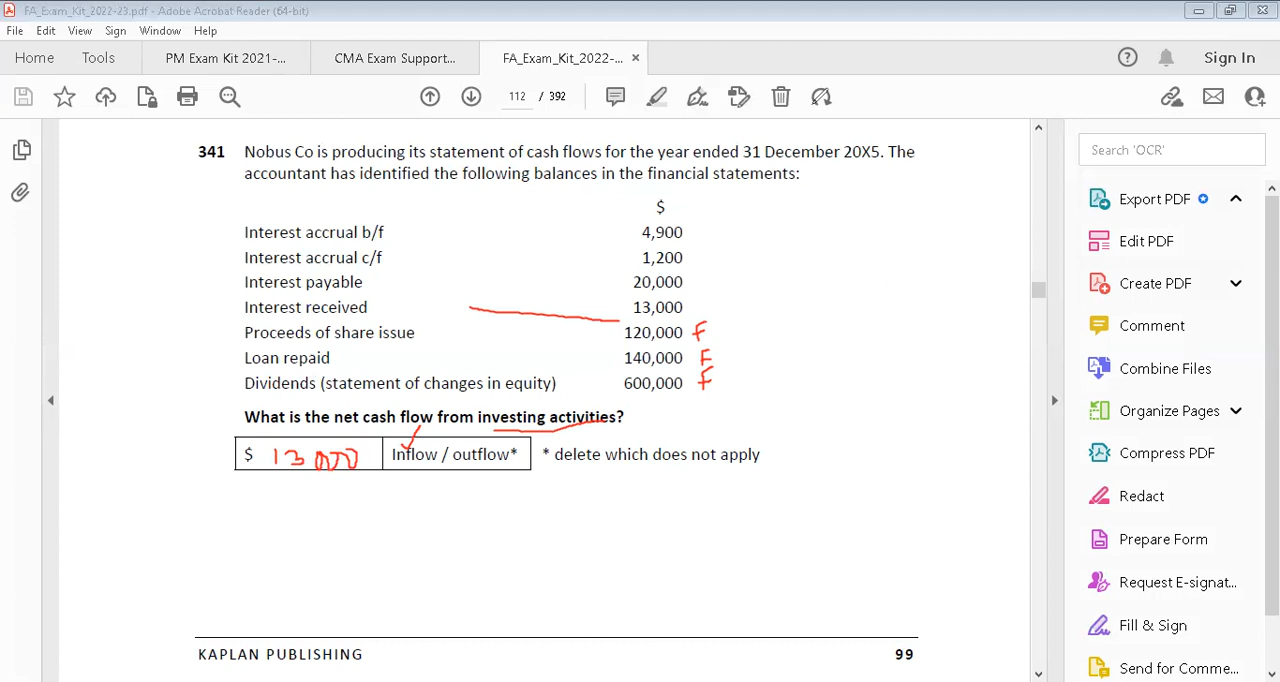 FA_Exam_Kit_2022-23.pdf - Adobe Acrobat Reader (64-bit)
File Edit View Sign Window Help
Home Tools PM Exam Kit 2021-... CMA Exam Support... FA_Exam_Kit_2022-... × ? Sign In
112 / 392
Search 'OCR'
341 Nobus Co is producing its statement of cash flows for the year ended 31 December 20X5. The
accountant has identified the following balances in the financial statements:
$
Interest accrual b/f 4,900
Interest accrual c/f 1,200
Interest payable 20,000
Interest received 13,000
Proceeds of share issue 120,000 F
Loan repaid 140,000 F
Dividends (statement of changes in equity) 600,000 F
What is the net cash flow from investing activities?
$ 13 000 Inflow / outflow* * delete which does not apply
KAPLAN PUBLISHING 99
Export PDF
Edit PDF
Create PDF
Comment
Combine Files
Organize Pages
Compress PDF
Redact
Prepare Form
Request E-signat...
Fill & Sign
Send for Comme...